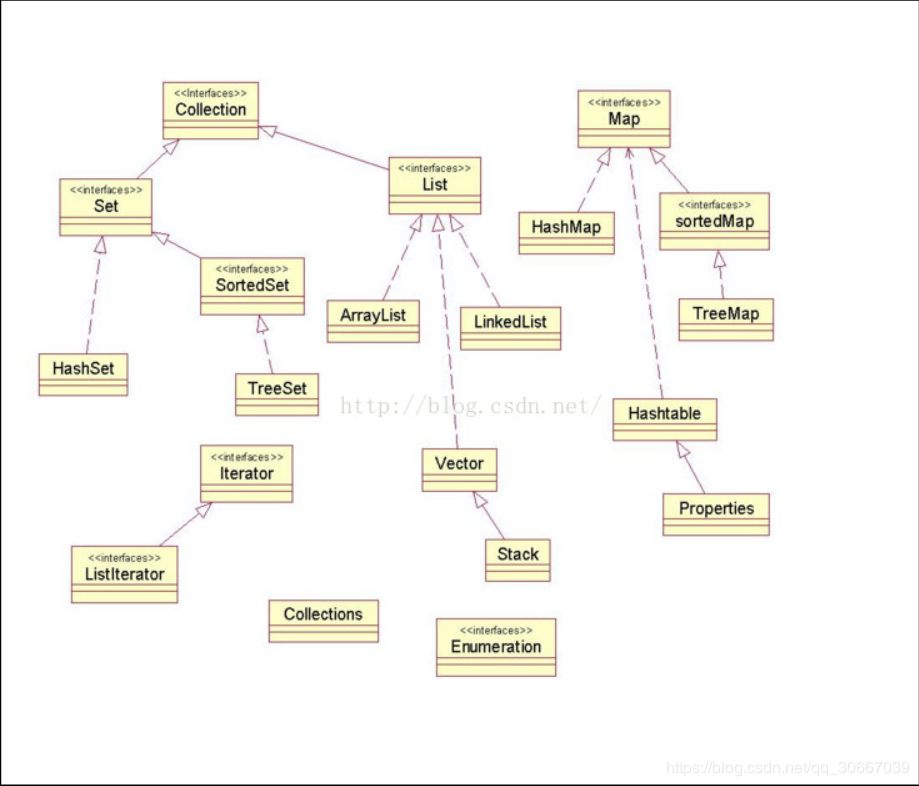 <<Interfaces>>
Collection
<<interfaces>>
Map
<<interfaces>>
List
<<interfaces>>
Set
<<interfaces>>
sortedMap
HashMap
<<interfaces>>
SortedSet
ArrayList
LinkedList
TreeMap
HashSet
TreeSet
http://blog.csdn.net/
Hashtable
<<interfaces>>
Iterator
Vector
Properties
<<interfaces>>
ListIterator
Stack
Collections
<<interfaces>>
Enumeration
https://blog.csdn.net/qq_30667039